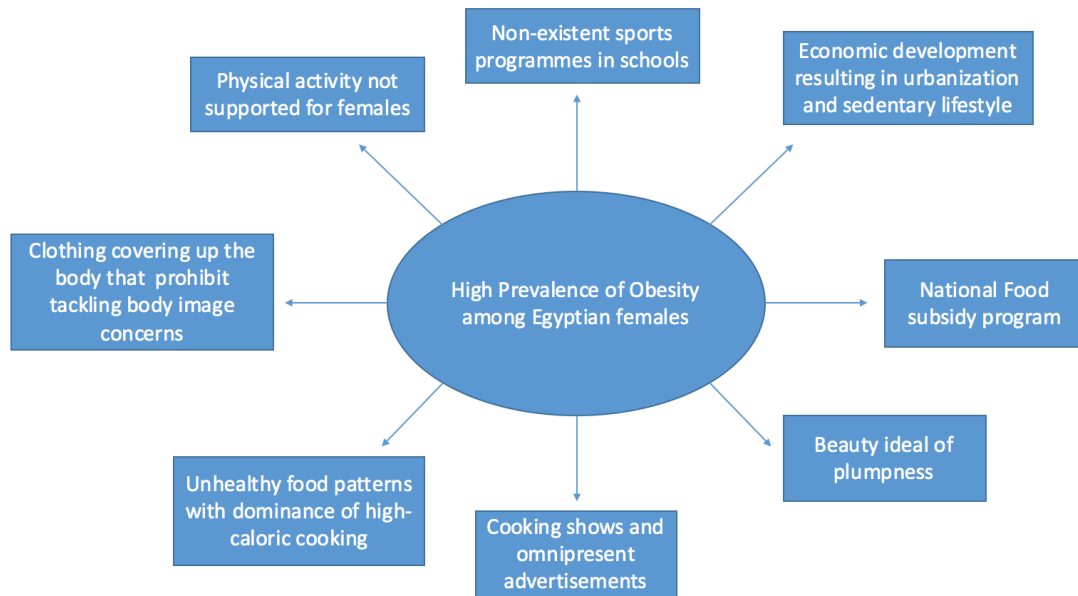 Non-existent sports
programmes in schools
Economic development
resulting in urbanization
and sedentary lifestyle
Physical activity not
supported for females
Clothing covering up the
body that  prohibit
tackling body image
concerns
High Prevalence of Obesity
among Egyptian females
National Food
subsidy program
Beauty ideal of
plumpness
Unhealthy food patterns
with dominance of high-
caloric cooking
Cooking shows and
omnipresent
advertisements